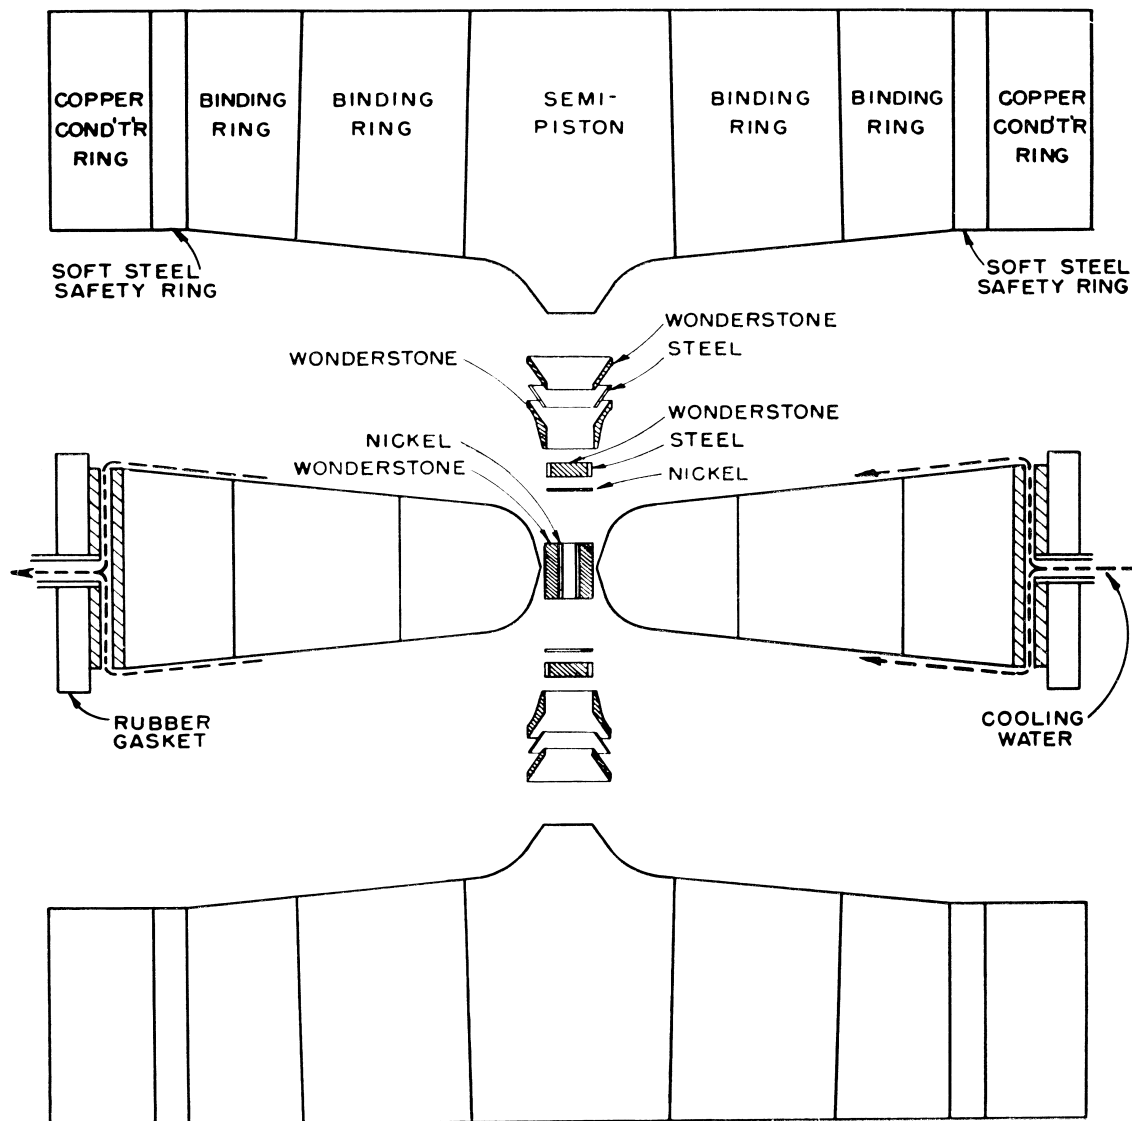 COPPER
COND'T'R
RING
BINDING
RING
BINDING
RING
SEMI-
PISTON
BINDING
RING
BINDING
RING
COPPER
COND'T'R
RING
SOFT STEEL
SAFETY RING
SOFT STEEL
SAFETY RING
WONDERSTONE
STEEL
WONDERSTONE
WONDERSTONE
STEEL
NICKEL
WONDERSTONE
NICKEL
RUBBER
GASKET
COOLING
WATER